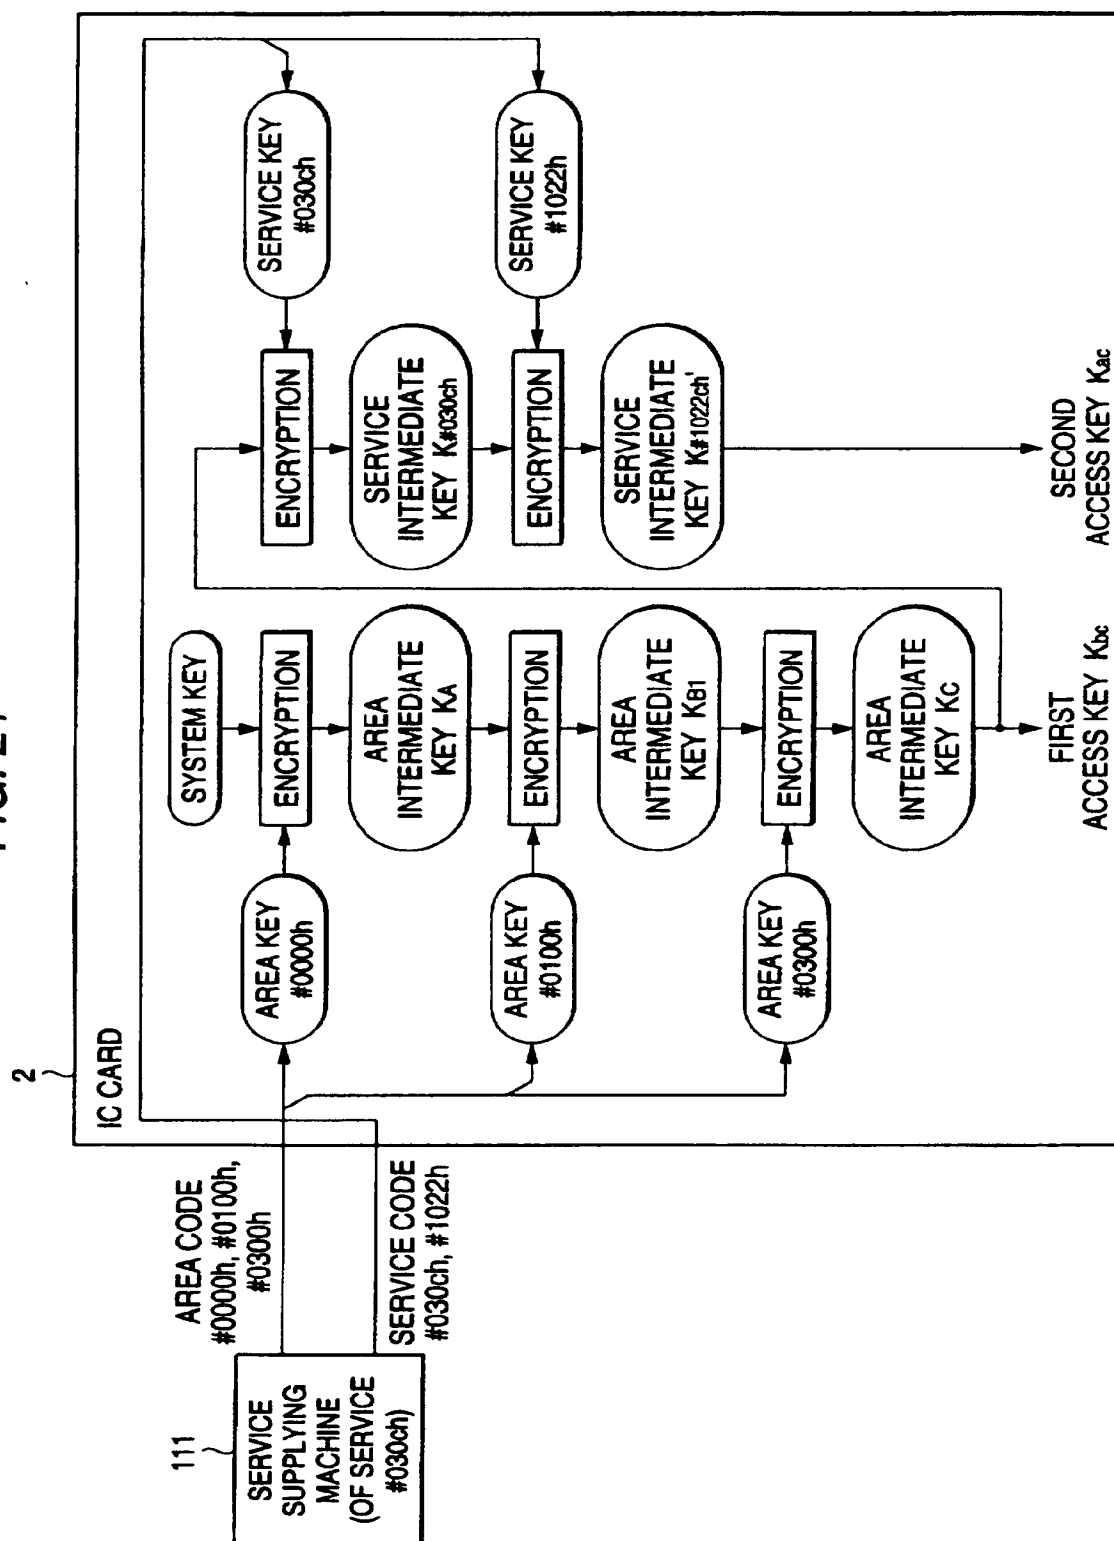 FIG.
2
IC CARD
111
SERVICE
SUPPLYING
MACHINE
(OF SERVICE
#030ch)
AREA CODE
#0000h, #0100h,
#0300h
SERVICE CODE
#030ch, #1022h
SYSTEM KEY
AREA KEY
#0000h
ENCRYPTION
AREA
INTERMEDIATE
KEY KA
AREA KEY
#0100h
ENCRYPTION
AREA
INTERMEDIATE
KEY KB1
AREA KEY
#0300h
ENCRYPTION
AREA
INTERMEDIATE
KEY KC
FIRST
ACCESS KEY Kbc
SERVICE KEY
#030ch
ENCRYPTION
SERVICE
INTERMEDIATE
KEY K#030ch
SERVICE KEY
#1022h
ENCRYPTION
SERVICE
INTERMEDIATE
KEY K#1022ch'
SECOND
ACCESS KEY Kac